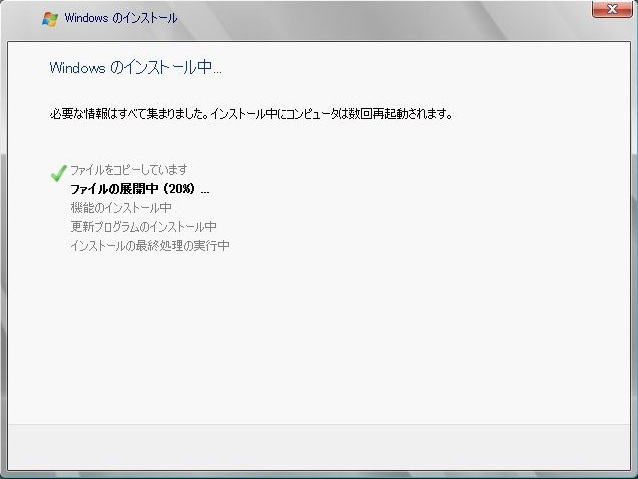 Windows のインストール
Windows のインストール中...
必要な情報はすべて集まりました。インストール中にコンピュータは数回再起動されます。
ファイルをコピーしています
ファイルの展開中 (20%) ...
機能のインストール中
更新プログラムのインストール中
インストールの最終処理の実行中